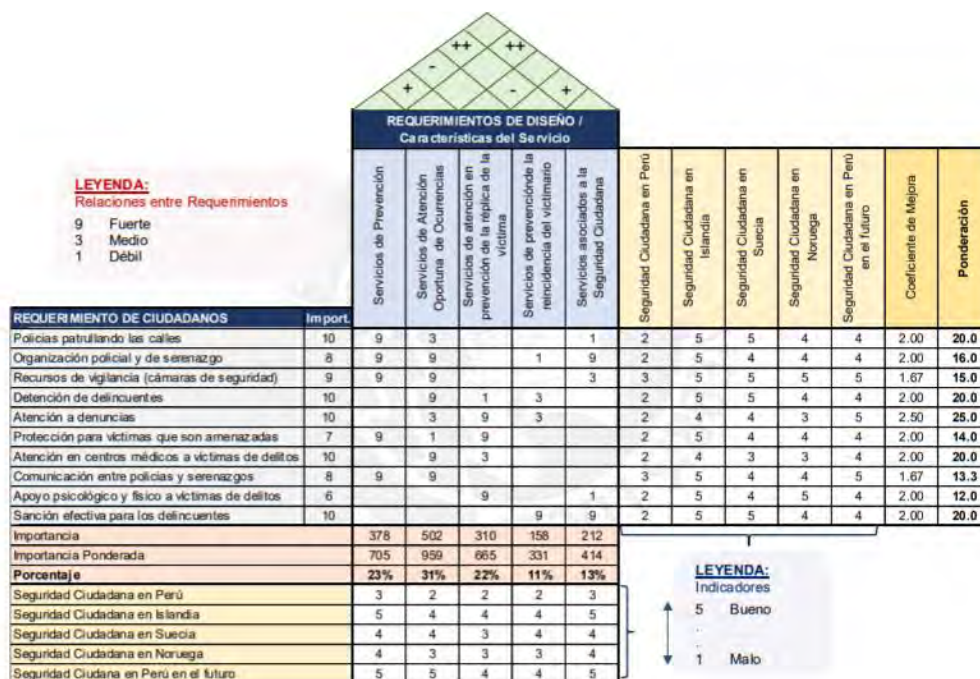 ++ ++
-
+ - +
REQUERIMIENTOS DE DISEÑO /
Características del Servicio
LEYENDA:
Relaciones entre Requerimientos
9 Fuerte
3 Medio
1 Débil
Servicios de Prevención
Servicios de Atención
Oportuna de Ocurrencias
Servicios de atención en
prevención de la réplica de la
víctima
Servicios de prevenciónde la
reincidencia del victimario
Servicios asociados a la
Seguridad Ciudadana
Seguridad Ciudadana en Perú
Seguridad Ciudadana en
Islandia
Seguridad Ciudadana en
Suecia
Seguridad Ciudadana en
Noruega
Seguridad Ciudadana en Perú
en el futuro
Coeficiente de Mejora
Ponderación
REQUERIMIENTO DE CIUDADANOS Import.
Policias patrullando las calles 10 9 3 1 2 5 5 4 4 2.00 20.0
Organización policial y de serenazgo 8 9 9 1 9 2 5 4 4 4 2.00 16.0
Recursos de vigilancia (cámaras de seguridad) 9 9 9 3 3 5 5 5 5 1.67 15.0
Detención de delincuentes 10 9 1 3 2 5 5 4 4 2.00 20.0
Atención a denuncias 10 3 9 3 2 4 4 3 5 2.50 25.0
Protección para víctimas que son amenazadas 7 9 1 9 2 5 4 4 4 2.00 14.0
Atención en centros médicos a víctimas de delitos 10 9 3 2 4 3 3 4 2.00 20.0
Comunicación entre policias y serenazgos 8 9 9 3 5 4 4 5 1.67 13.3
Apoyo psicológico y físico a víctimas de delitos 6 9 1 2 5 4 5 4 2.00 12.0
Sanción efectiva para los delincuentes 10 9 9 2 5 5 4 4 2.00 20.0
Importancia 378 502 310 158 212
Importancia Ponderada 705 959 665 331 414
Porcentaje 23% 31% 22% 11% 13%
Seguridad Ciudadana en Perú 3 2 2 2 3
Seguridad Ciudadana en Islandia 5 4 4 4 5
Seguridad Ciudadana en Suecia 4 4 3 4 4
Seguridad Ciudadana en Noruega 4 3 3 3 4
Seguridad Ciudana en Perú en el futuro 5 5 4 4 5
LEYENDA:
Indicadores
5 Bueno
.
.
1 Malo